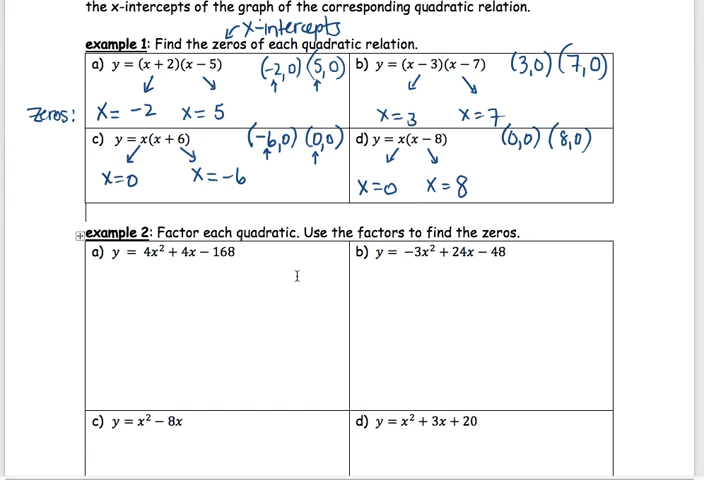 the x-intercepts of the graph of the corresponding quadratic relation.
x-intercepts
example 1: Find the zeros of each quadratic relation.
a) y = (x + 2)(x − 5) (-2,0) (5,0)
Zeros: x = -2 x = 5
b) y = (x − 3)(x − 7) (3,0) (7,0)
x = 3 x = 7
c) y = x(x + 6) (-6,0) (0,0)
x=0 x = -6
d) y = x(x − 8) (0,0) (8,0)
x=0 x = 8
example 2: Factor each quadratic. Use the factors to find the zeros.
a) y = 4x² + 4x − 168
b) y = −3x² + 24x − 48
c) y = x² − 8x
d) y = x² + 3x + 20